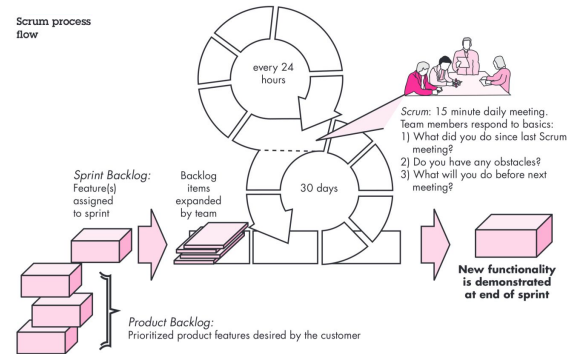 Scrum process
flow
every 24
hours
Scrum: 15 minute daily meeting.
Team members respond to basics:
1) What did you do since last Scrum
meeting?
2) Do you have any obstacles?
3) What will you do before next
meeting?
Sprint Backlog:
Feature(s)
assigned
to sprint
Backlog
items
expanded
by team
30 days
New functionality
is demonstrated
at end of sprint
Product Backlog:
Prioritized product features desired by the customer